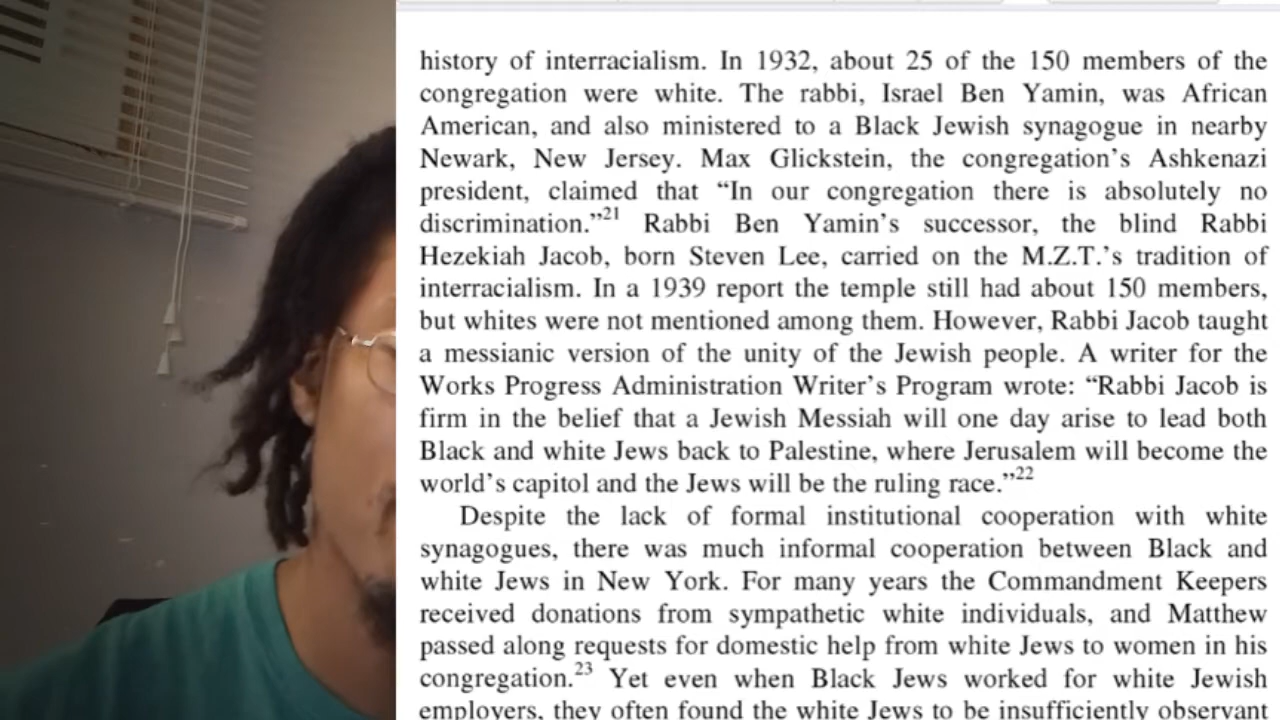 history of interracialism. In 1932, about 25 of the 150 members of the
congregation were white. The rabbi, Israel Ben Yamin, was African
American, and also ministered to a Black Jewish synagogue in nearby
Newark, New Jersey. Max Glickstein, the congregation’s Ashkenazi
president, claimed that “In our congregation there is absolutely no
discrimination.”21 Rabbi Ben Yamin’s successor, the blind Rabbi
Hezekiah Jacob, born Steven Lee, carried on the M.Z.T.’s tradition of
interracialism. In a 1939 report the temple still had about 150 members,
but whites were not mentioned among them. However, Rabbi Jacob taught
a messianic version of the unity of the Jewish people. A writer for the
Works Progress Administration Writer’s Program wrote: “Rabbi Jacob is
firm in the belief that a Jewish Messiah will one day arise to lead both
Black and white Jews back to Palestine, where Jerusalem will become the
world’s capitol and the Jews will be the ruling race.”22
Despite the lack of formal institutional cooperation with white
synagogues, there was much informal cooperation between Black and
white Jews in New York. For many years the Commandment Keepers
received donations from sympathetic white individuals, and Matthew
passed along requests for domestic help from white Jews to women in his
congregation.23 Yet even when Black Jews worked for white Jewish
employers, they often found the white Jews to be insufficiently observant